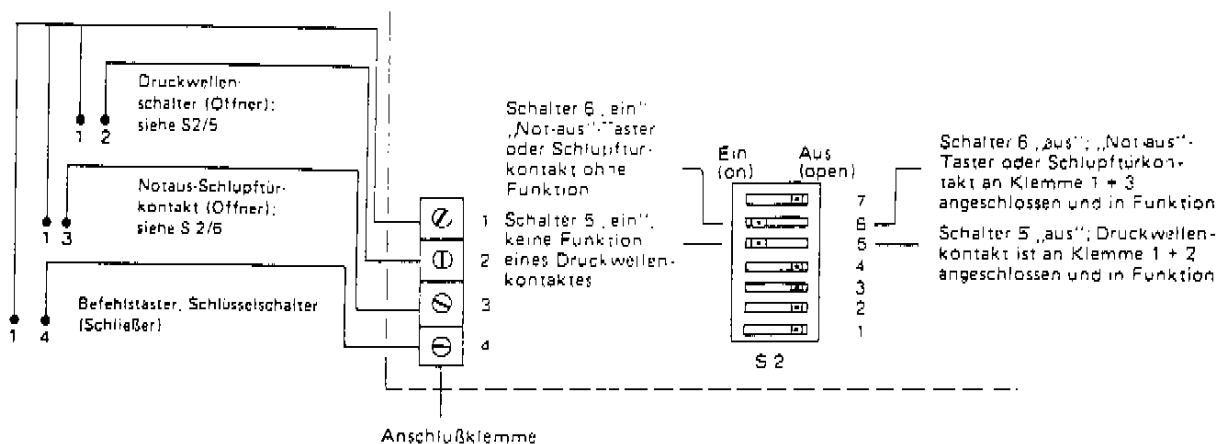 Druckwellen-
schalter (Öffner);
siehe S2/5
1 2
Notaus-Schlupftür-
kontakt (Öffner);
siehe S 2/6
1 3
Befehlstaster, Schlüsselschalter
(Schließer)
1 4
1
2
3
4
Anschlußklemme
Schalter 6 „ein"
„Not-aus"-Taster
oder Schlupftür-
kontakt ohne
Funktion
Schalter 5 „ein",
keine Funktion
eines Druckwellen-
kontaktes
Ein
(on)
Aus
(open)
7
6
5
4
3
2
1
S 2
Schalter 6 „aus"; „Not-aus"-
Taster oder Schlupftürkon-
takt an Klemme 1 + 3
angeschlossen und in Funktion
Schalter 5 „aus"; Druckwellen-
kontakt ist an Klemme 1 + 2
angeschlossen und in Funktion